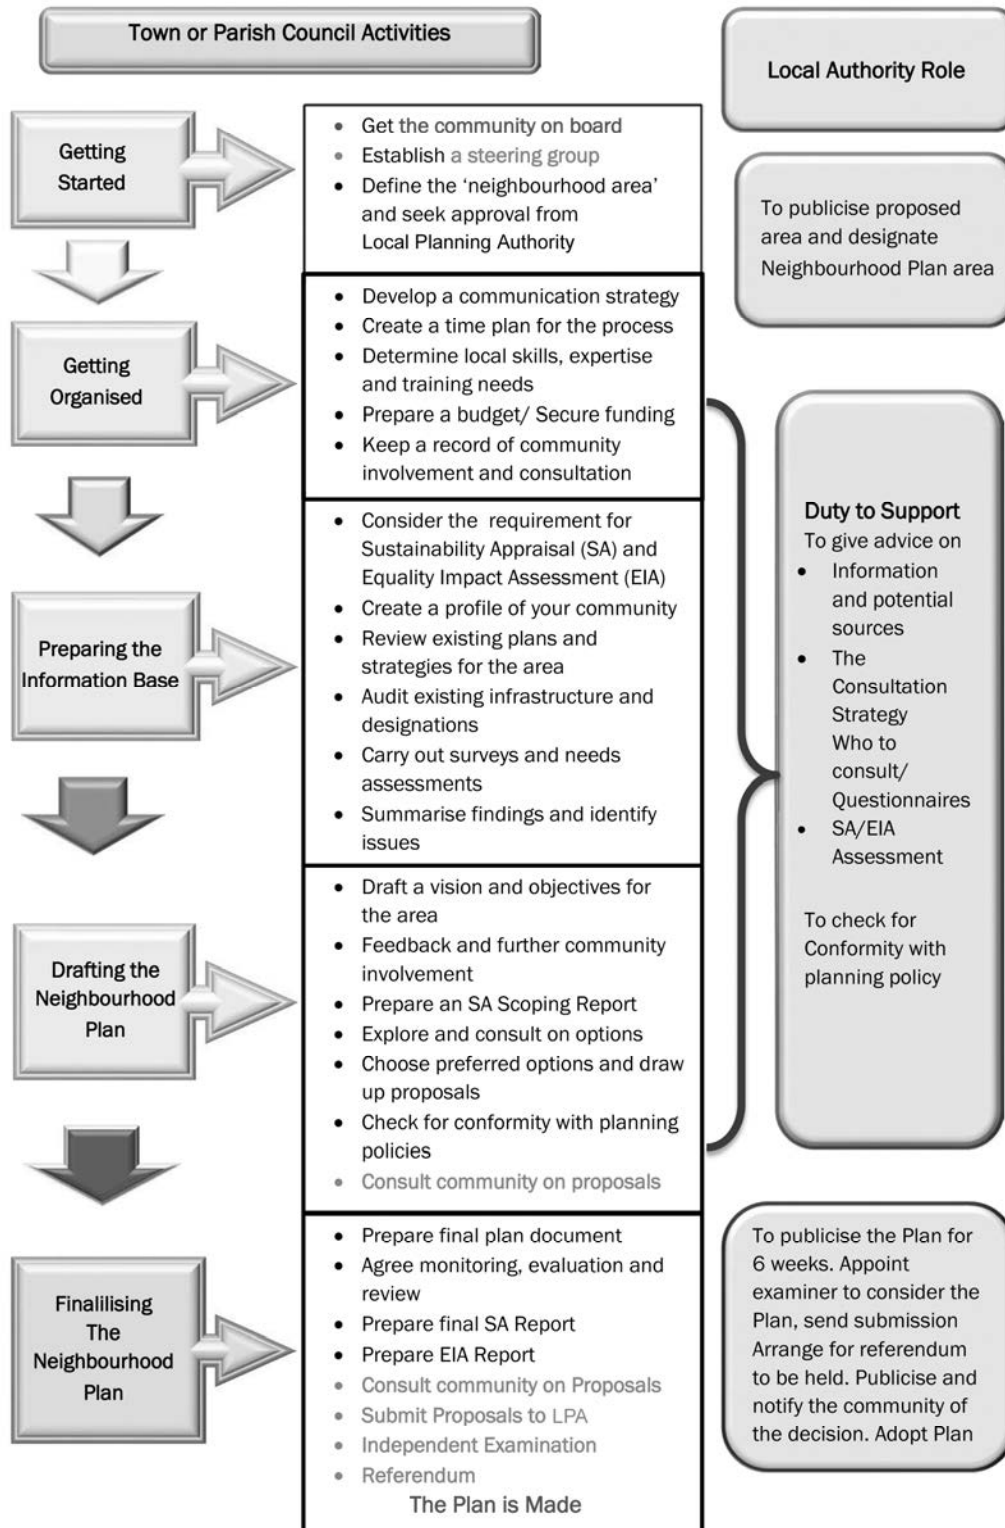 Town or Parish Council Activities
Local Authority Role
Getting
Started
• Get the community on board
• Establish a steering group
• Define the ‘neighbourhood area’
and seek approval from
Local Planning Authority
To publicise proposed
area and designate
Neighbourhood Plan area
Getting
Organised
• Develop a communication strategy
• Create a time plan for the process
• Determine local skills, expertise
and training needs
• Prepare a budget/ Secure funding
• Keep a record of community
involvement and consultation
Preparing the
Information Base
• Consider the requirement for
Sustainability Appraisal (SA) and
Equality Impact Assessment (EIA)
• Create a profile of your community
• Review existing plans and
strategies for the area
• Audit existing infrastructure and
designations
• Carry out surveys and needs
assessments
• Summarise findings and identify
issues
Drafting the
Neighbourhood
Plan
• Draft a vision and objectives for
the area
• Feedback and further community
involvement
• Prepare an SA Scoping Report
• Explore and consult on options
• Choose preferred options and draw
up proposals
• Check for conformity with planning
policies
• Consult community on proposals
Duty to Support
To give advice on
• Information
and potential
sources
• The
Consultation
Strategy
Who to
consult/
Questionnaires
• SA/EIA
Assessment
To check for
Conformity with
planning policy
Finalilising
The
Neighbourhood
Plan
• Prepare final plan document
• Agree monitoring, evaluation and
review
• Prepare final SA Report
• Prepare EIA Report
• Consult community on Proposals
• Submit Proposals to LPA
• Independent Examination
• Referendum
The Plan is Made
To publicise the Plan for
6 weeks. Appoint
examiner to consider the
Plan, send submission
Arrange for referendum
to be held. Publicise and
notify the community of
the decision. Adopt Plan